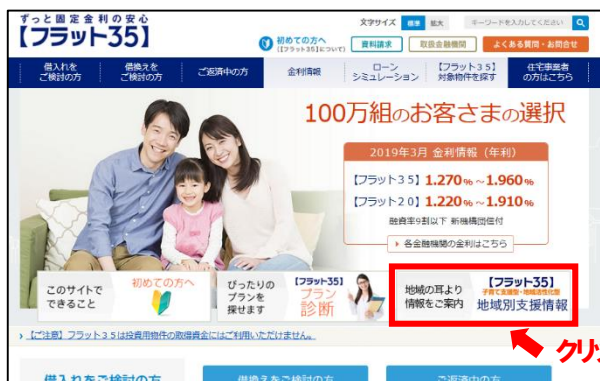 ずっと固定金利の安心
【フラット35】
文字サイズ 標準 拡大 キーワードを入力してください
初めての方へ
(【フラット35】について)
資料請求 取扱金融機関 よくある質問・お問合せ
借入れを
ご検討の方
借換えを
ご検討の方
ご返済中の方
金利情報
ローン
シミュレーション
【フラット35】
対象物件を探す
住宅事業者
の方はこちら
100万組のお客さまの選択
2019年3月 金利情報（年利）
【フラット35】1.270%～1.960%
【フラット20】1.220%～1.910%
融資率9割以下 新機構団信付
各金融機関の金利はこちら
このサイトで
できること
初めての方へ
ぴったりの
プランを
探せます
【フラット35】
プラン
診断
地域の耳より
情報をご案内
【フラット35】
子育て支援型・地域活性化型
地域別支援情報
【ご注意】フラット35は投資用物件の取得資金にはご利用いただけません。
クリッ
借入れをご検討の方
借換えをご検討の方
ご返済中の方